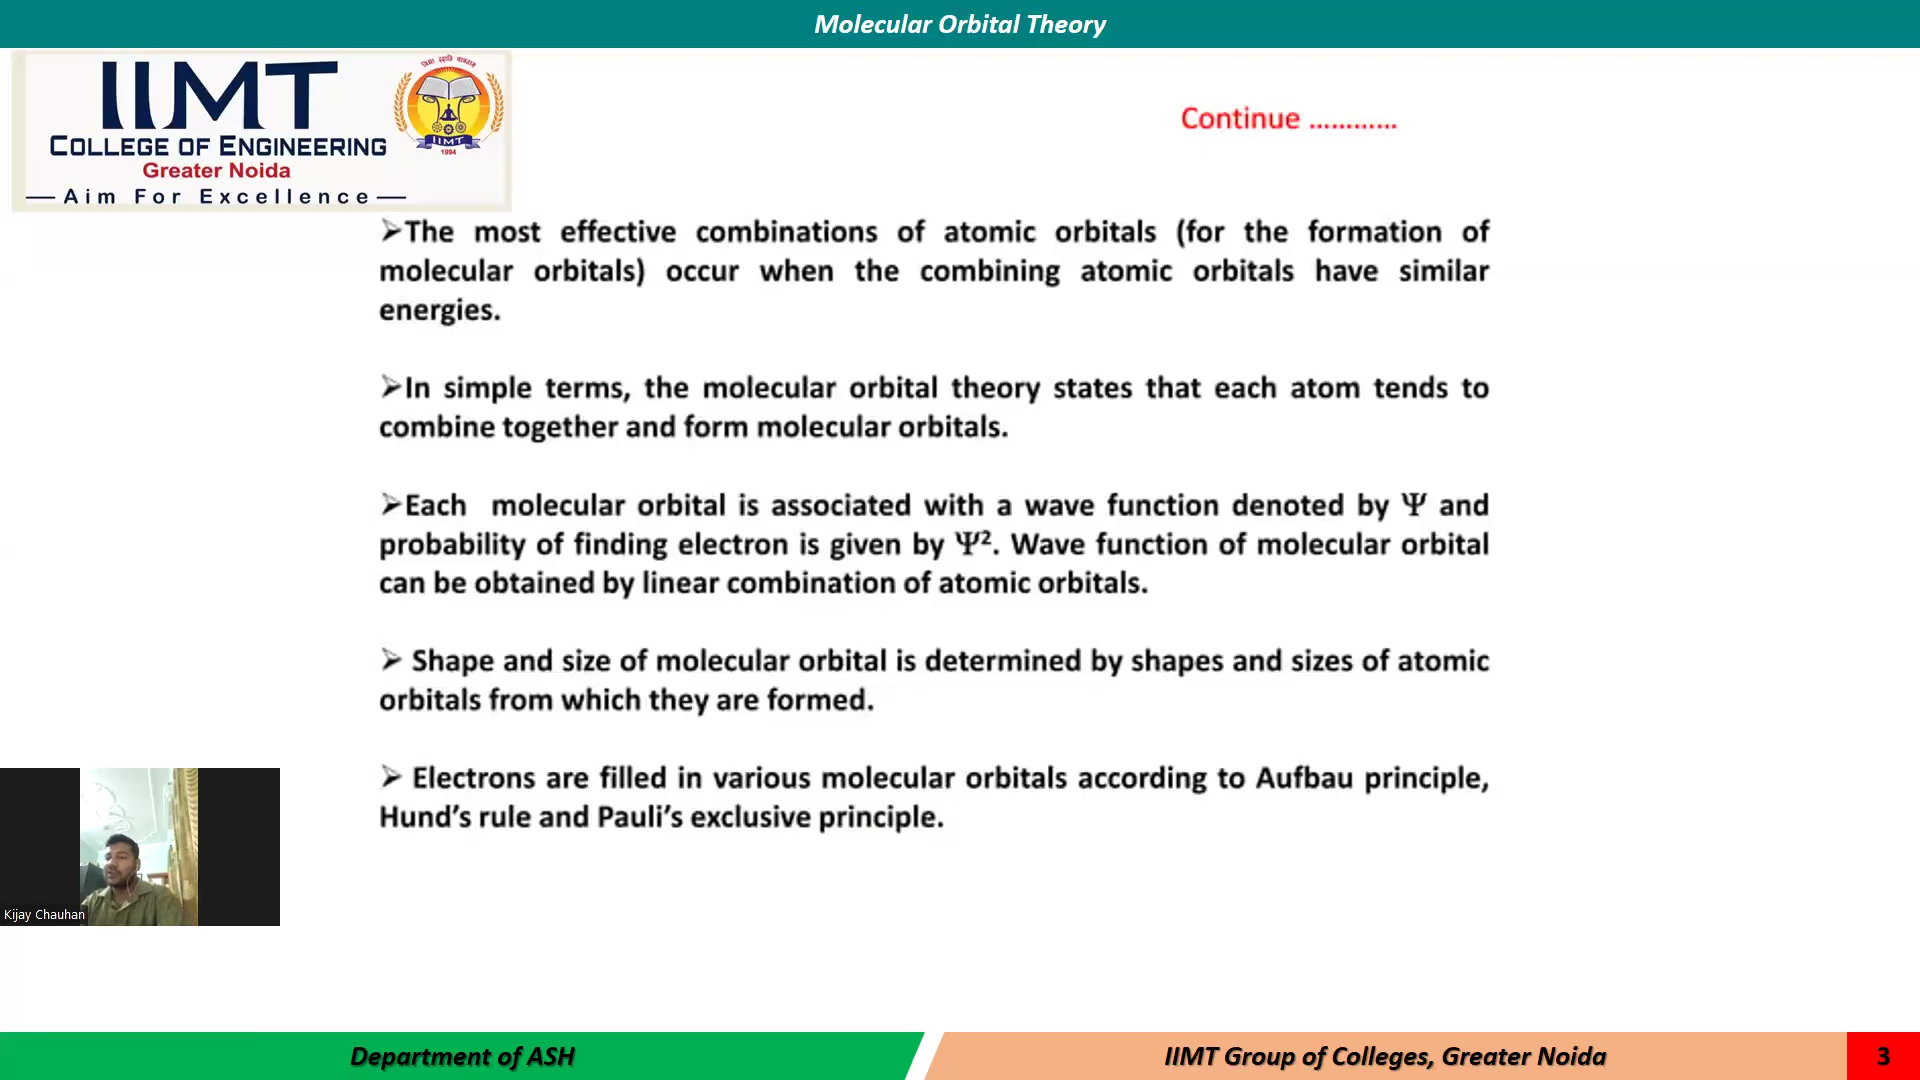 Molecular Orbital Theory
IIMT
COLLEGE OF ENGINEERING
Greater Noida
Aim For Excellence
IIMT
1994
Continue ............
➢The most effective combinations of atomic orbitals (for the formation of
molecular orbitals) occur when the combining atomic orbitals have similar
energies.
➢In simple terms, the molecular orbital theory states that each atom tends to
combine together and form molecular orbitals.
➢Each molecular orbital is associated with a wave function denoted by Ψ and
probability of finding electron is given by Ψ². Wave function of molecular orbital
can be obtained by linear combination of atomic orbitals.
➢ Shape and size of molecular orbital is determined by shapes and sizes of atomic
orbitals from which they are formed.
➢ Electrons are filled in various molecular orbitals according to Aufbau principle,
Hund’s rule and Pauli’s exclusive principle.
Kijay Chauhan
Department of ASH
IIMT Group of Colleges, Greater Noida
3